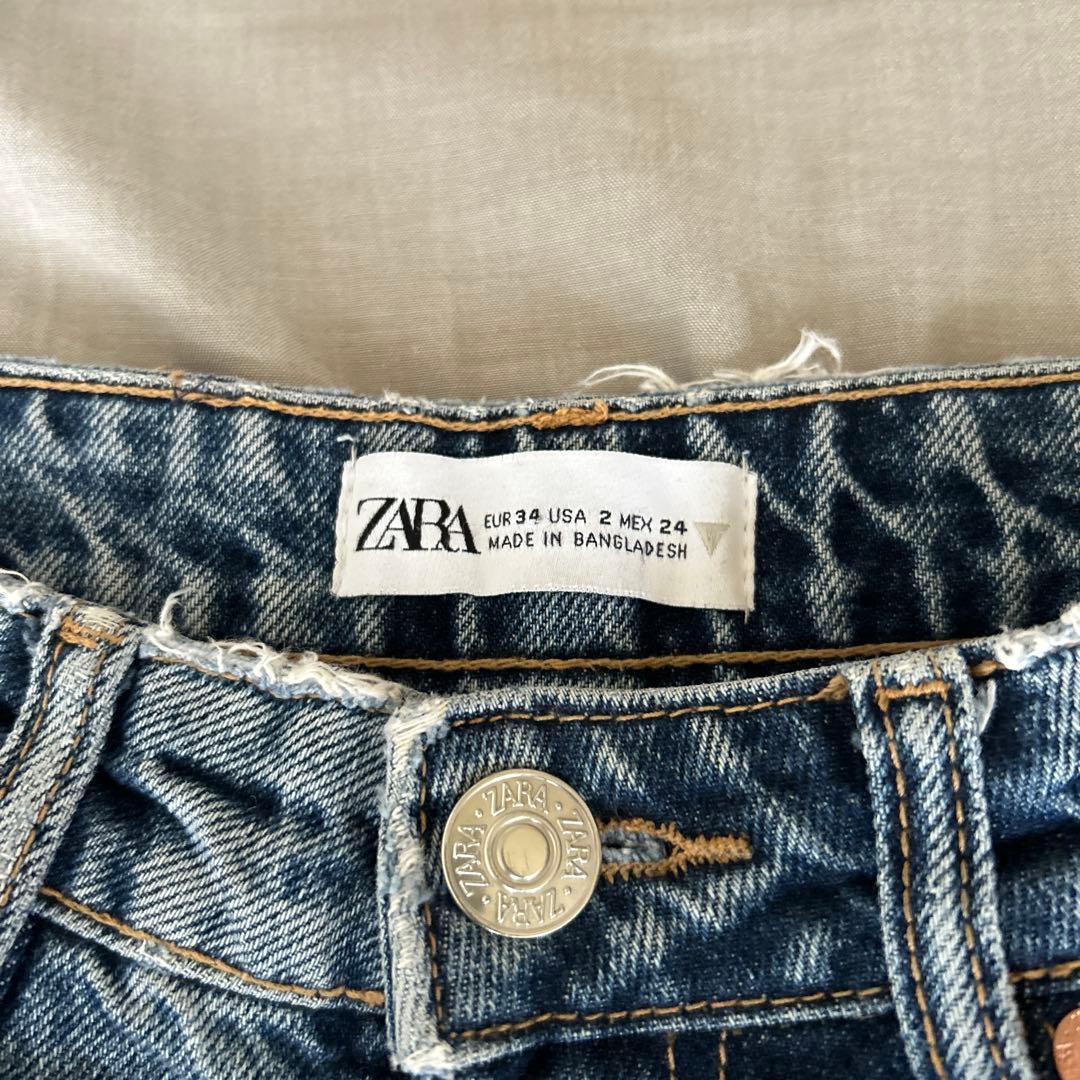 ZARA
EUR 34 USA 2 MEX 24
MADE IN BANGLADESH
ZARA · ZARA · ZARA · ZARA ·